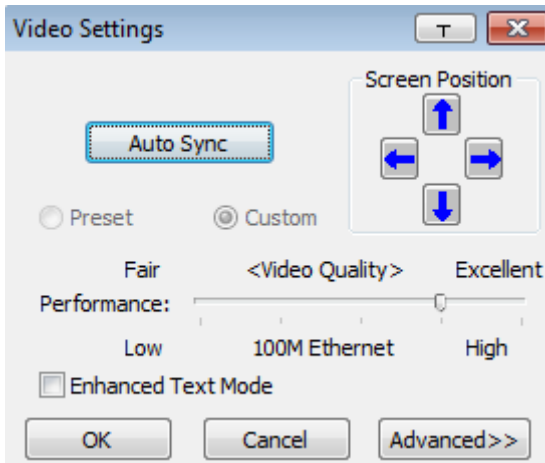 Video Settings
Screen Position
Auto Sync
Preset
Custom
Fair <Video Quality> Excellent
Performance:
Low 100M Ethernet High
Enhanced Text Mode
OK Cancel Advanced>>